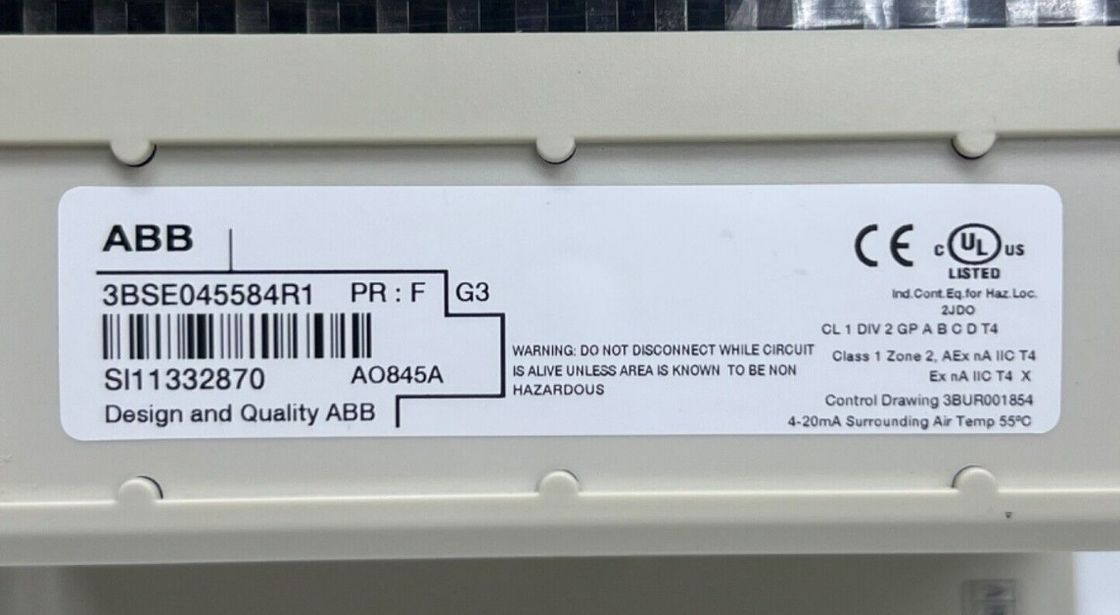 ABB
3BSE045584R1 PR : F G3
SI11332870 AO845A
Design and Quality ABB
WARNING: DO NOT DISCONNECT WHILE CIRCUIT
IS ALIVE UNLESS AREA IS KNOWN TO BE NON
HAZARDOUS
CE c UL US
LISTED
Ind.Cont.Eq.for Haz.Loc.
2JDO
CL 1 DIV 2 GP A B C D T4
Class 1 Zone 2, AEx nA IIC T4
Ex nA IIC T4 X
Control Drawing 3BUR001854
4-20mA Surrounding Air Temp 55ºC